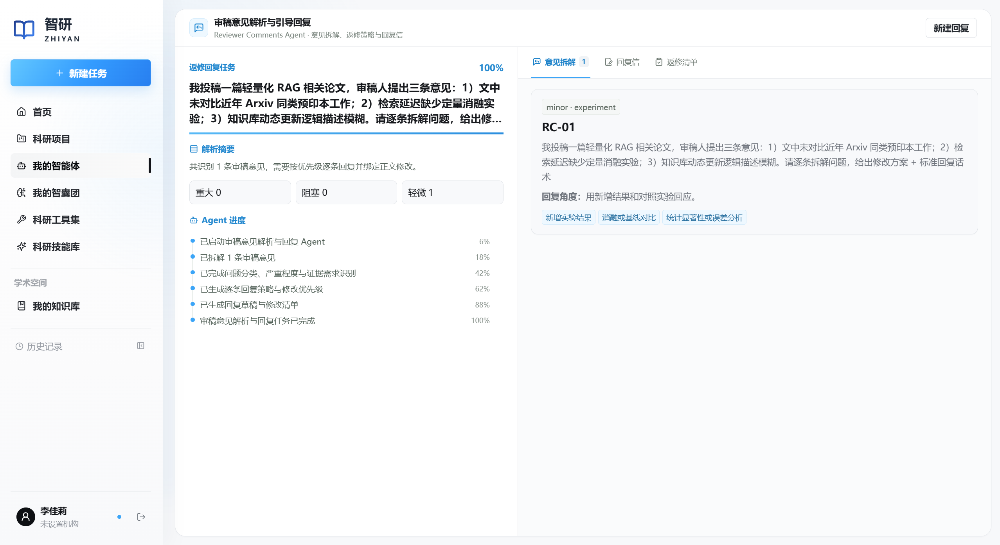 智研
ZHIYAN
新建任务
首页
科研项目
我的智能体
我的智囊团
科研工具集
科研技能库
学术空间
我的知识库
历史记录
李佳莉
未设置机构
审稿意见解析与引导回复
Reviewer Comments Agent · 意见拆解、返修策略与回复信
新建回复
返修回复任务
100%
我投稿一篇轻量化 RAG 相关论文，审稿人提出三条意见：1）文中
未对比近年 Arxiv 同类预印本工作；2）检索延迟缺少定量消融实
验；3）知识库动态更新逻辑描述模糊。请逐条拆解问题，给出修...
解析摘要
共识别 1 条审稿意见，需要按优先级逐条回复并绑定正文修改。
重大 0
阻塞 0
轻微 1
Agent 进度
已启动审稿意见解析与回复 Agent 6%
已拆解 1 条审稿意见 18%
已完成问题分类、严重程度与证据需求识别 42%
已生成逐条回复策略与修改优先级 62%
已生成回复草稿与修改清单 88%
审稿意见解析与回复任务已完成 100%
意见拆解 1
回复信
返修清单
minor · experiment
RC-01
我投稿一篇轻量化 RAG 相关论文，审稿人提出三条意见：1）文中未对比近年 Arxiv 同类预印本工作；2）检
索延迟缺少定量消融实验；3）知识库动态更新逻辑描述模糊。请逐条拆解问题，给出修改方案 + 标准回复话
术
回复角度：用新增结果和对照实验回应。
新增实验结果
消融或基线对比
统计显著性或误差分析